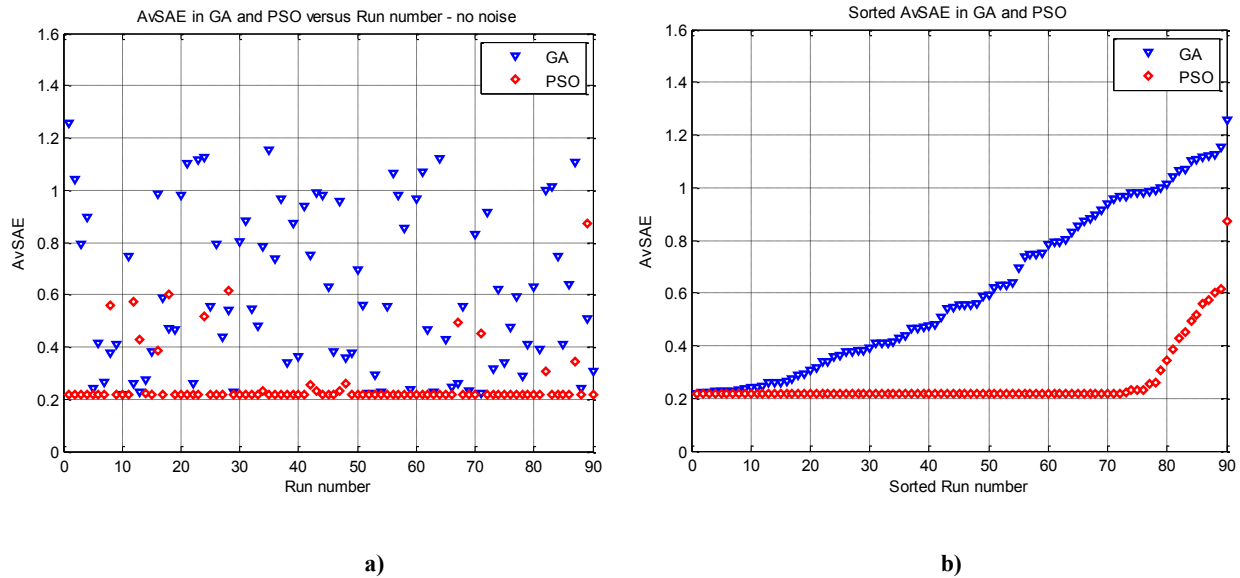 AvSAE in GA and PSO versus Run number - no noise
1.6
1.4
1.2
1
0.8
0.6
0.4
0.2
0
AvSAE
GA
PSO
0 10 20 30 40 50 60 70 80 90
Run number
a)
Sorted AvSAE in GA and PSO
1.6
1.4
1.2
1
0.8
0.6
0.4
0.2
0
AvSAE
GA
PSO
0 10 20 30 40 50 60 70 80 90
Sorted Run number
b)